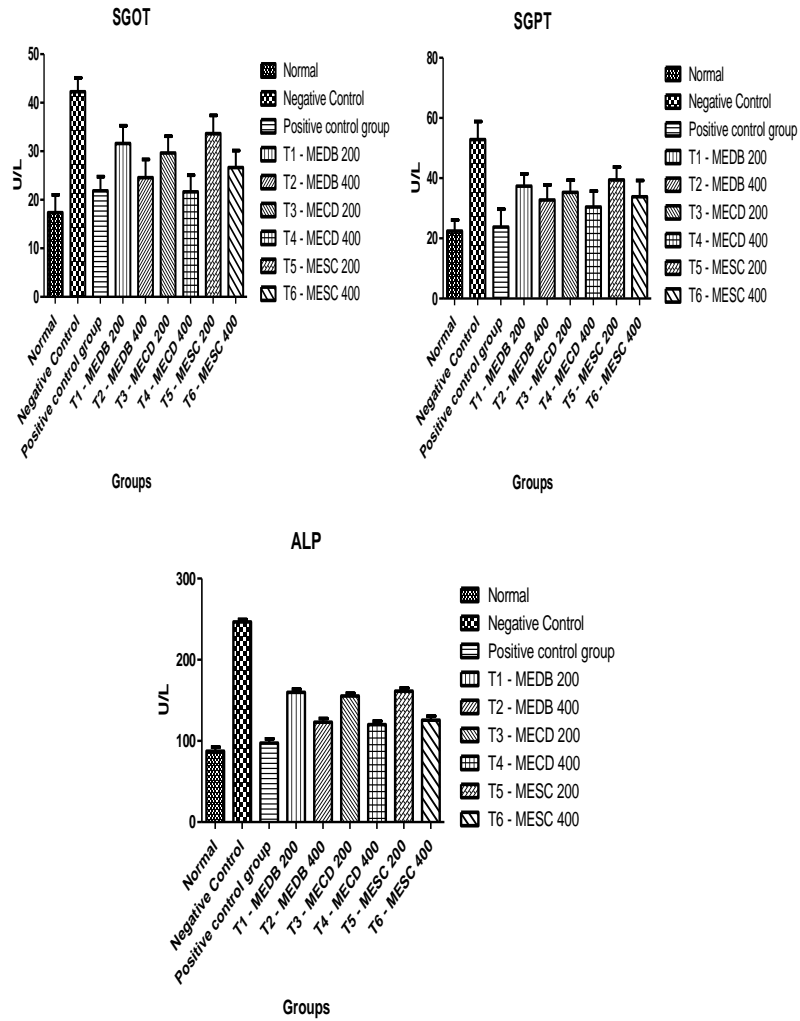 SGOT
50
40
30
20
10
0
U/L
Normal
Negative Control
Positive control group
T1 - MEDB 200
T2 - MEDB 400
T3 - MECD 200
T4 - MECD 400
T5 - MESC 200
T6 - MESC 400
Groups
Normal
Negative Control
Positive control group
T1 - MEDB 200
T2 - MEDB 400
T3 - MECD 200
T4 - MECD 400
T5 - MESC 200
T6 - MESC 400
SGPT
80
60
40
20
0
U/L
Normal
Negative Control
Positive control group
T1 - MEDB 200
T2 - MEDB 400
T3 - MECD 200
T4 - MECD 400
T5 - MESC 200
T6 - MESC 400
Groups
Normal
Negative Control
Positive control group
T1 - MEDB 200
T2 - MEDB 400
T3 - MECD 200
T4 - MECD 400
T5 - MESC 200
T6 - MESC 400
ALP
300
200
100
0
U/L
Normal
Negative Control
Positive control group
T1 - MEDB 200
T2 - MEDB 400
T3 - MECD 200
T4 - MECD 400
T5 - MESC 200
T6 - MESC 400
Groups
Normal
Negative Control
Positive control group
T1 - MEDB 200
T2 - MEDB 400
T3 - MECD 200
T4 - MECD 400
T5 - MESC 200
T6 - MESC 400